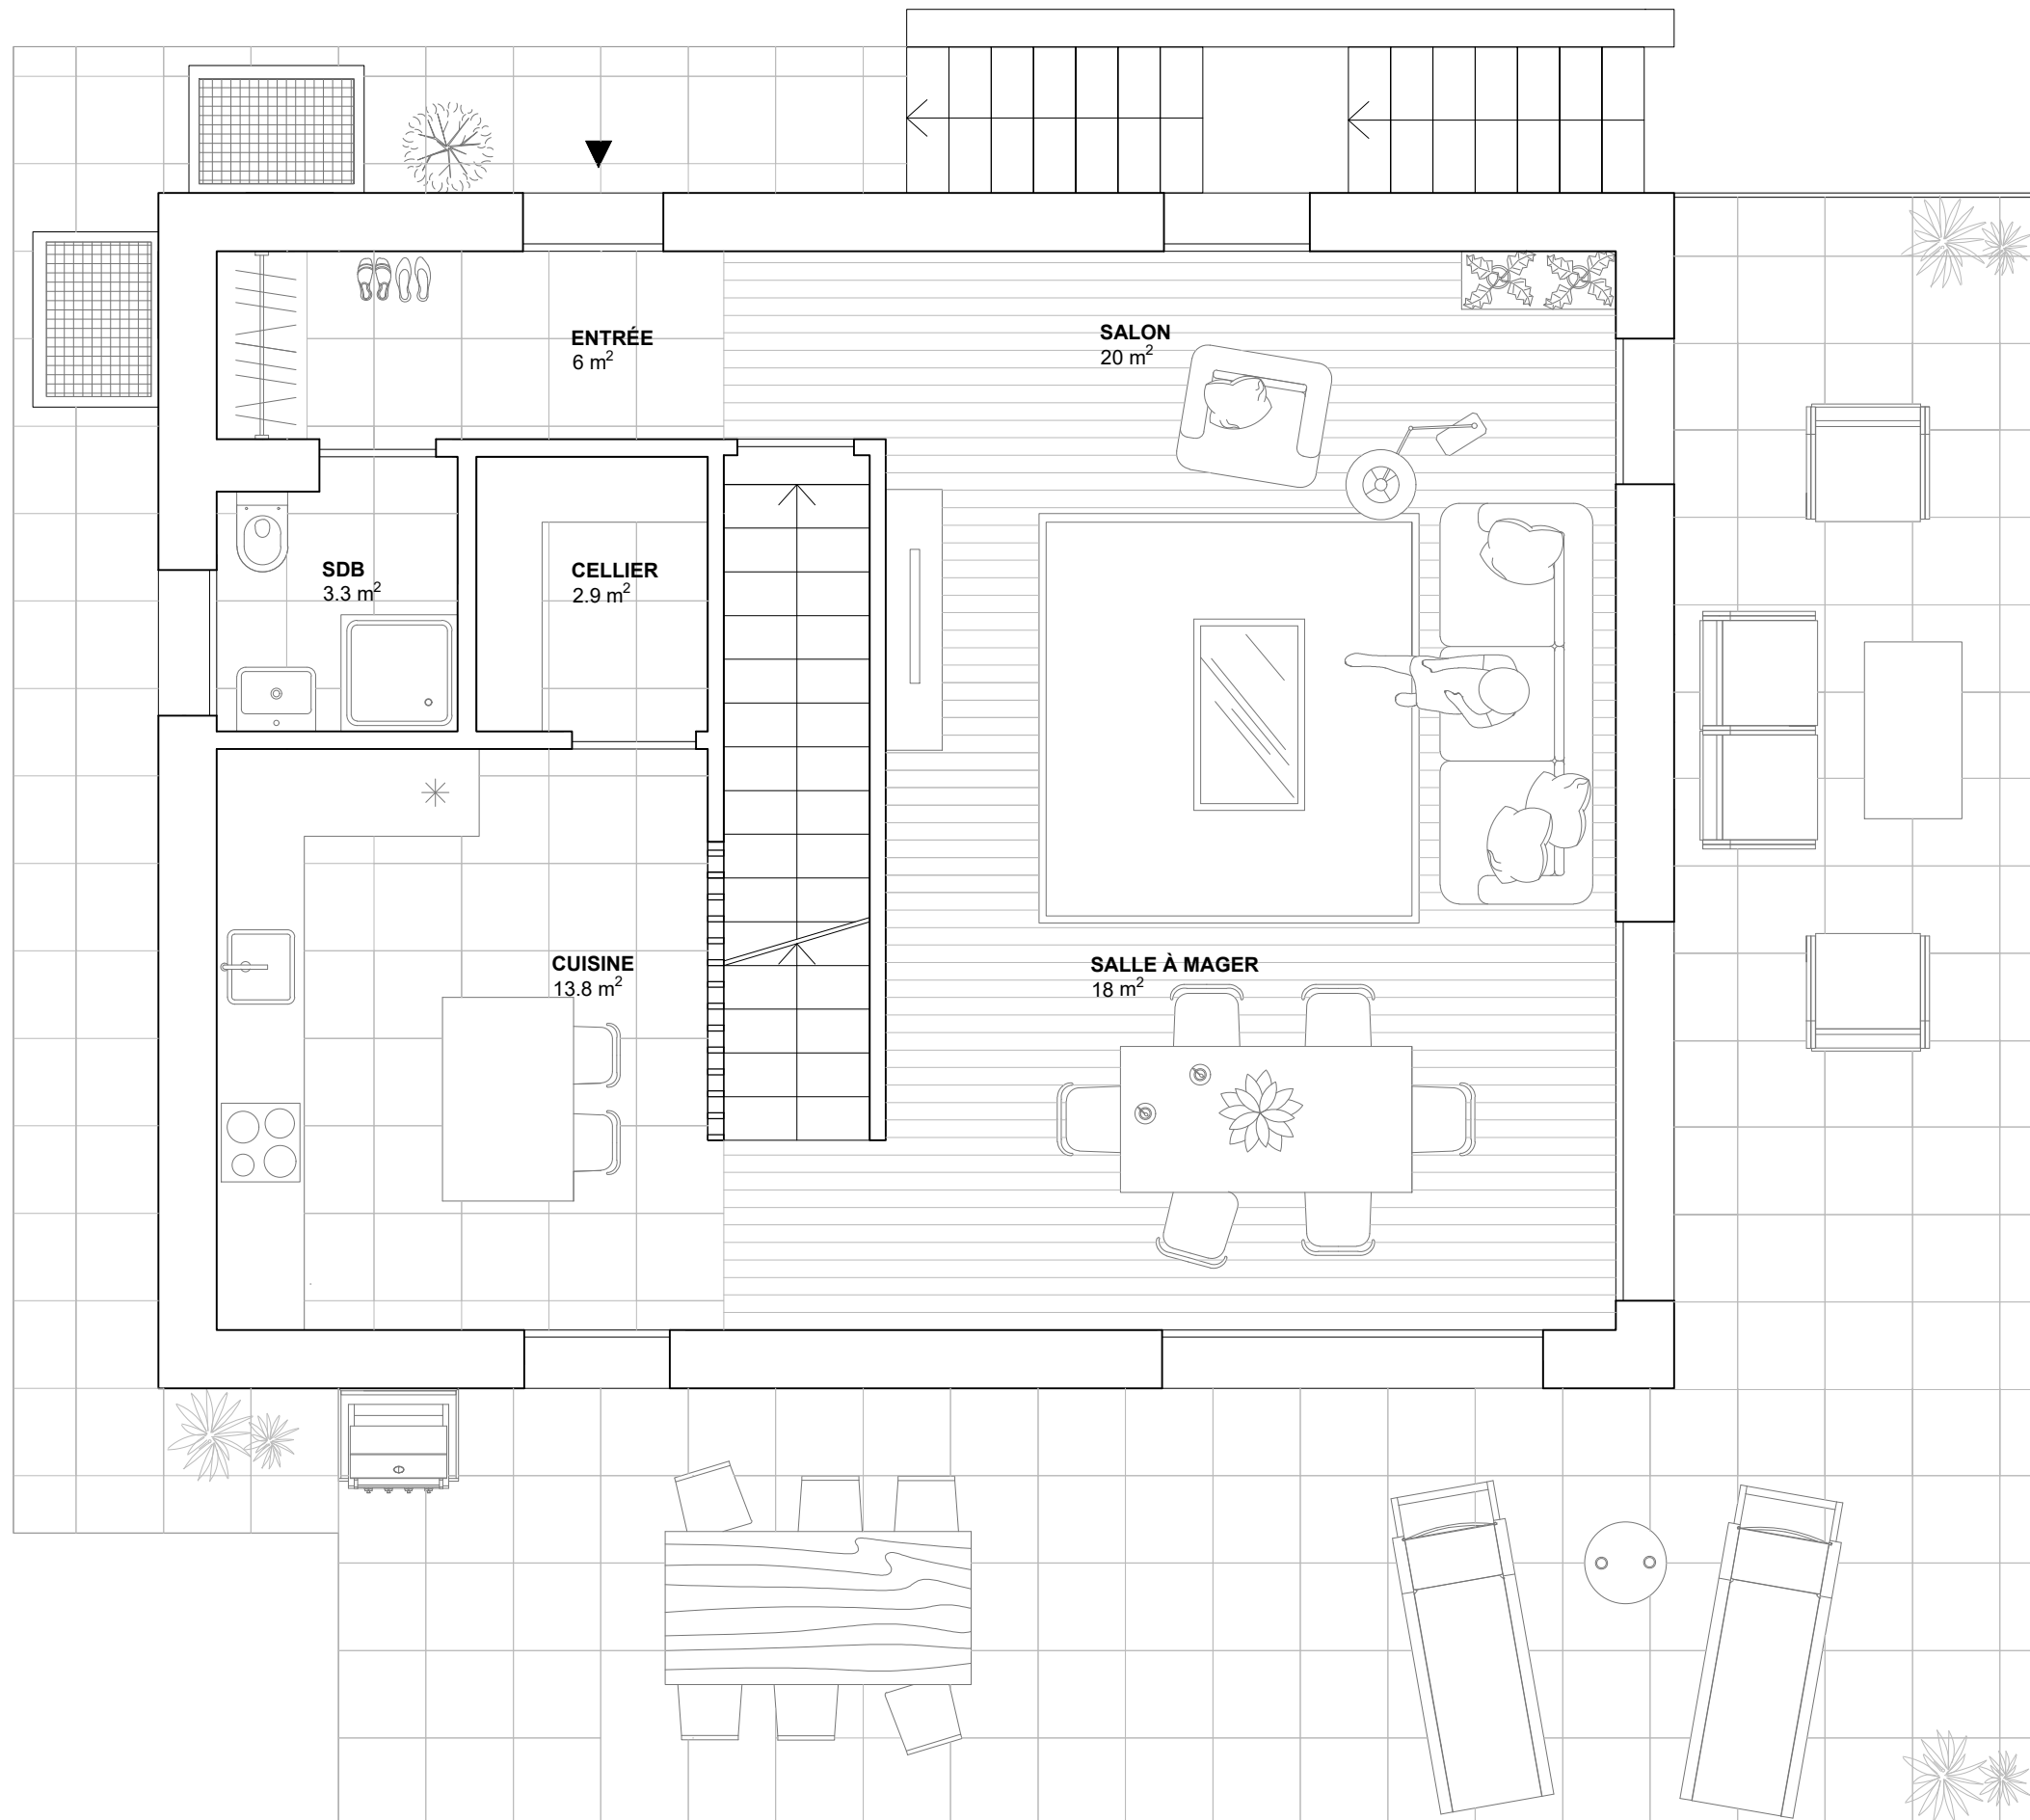 ENTRÉE
6 m²
SALON
20 m²
SDB
3.3 m²
CELLIER
2.9 m²
CUISINE
13.8 m²
SALLE À MAGER
18 m²